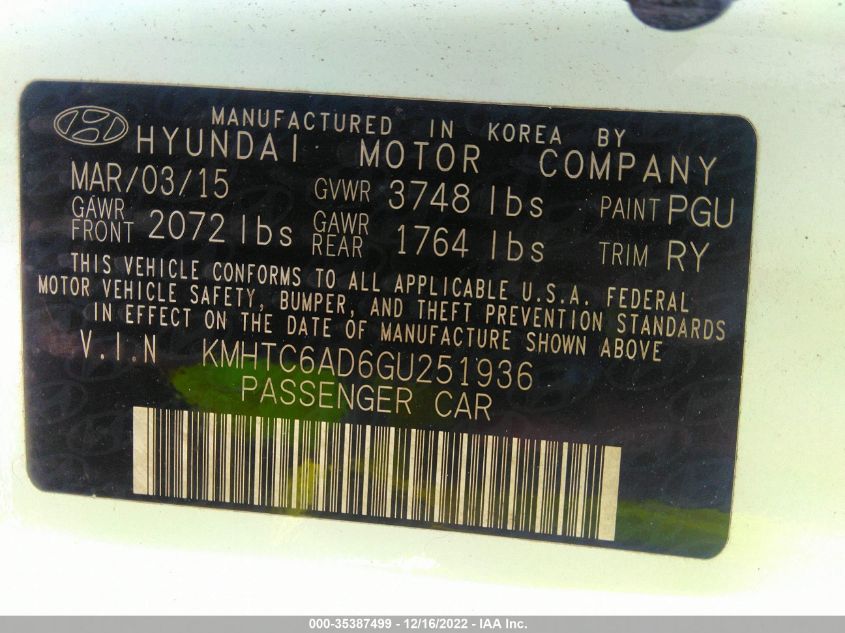 MANUFACTURED IN KOREA BY
HYUNDAI MOTOR COMPANY
MAR/03/15 GVWR 3748 lbs PAINT PGU
GAWR FRONT 2072 lbs GAWR REAR 1764 lbs TRIM RY
THIS VEHICLE CONFORMS TO ALL APPLICABLE U.S.A. FEDERAL
MOTOR VEHICLE SAFETY, BUMPER, AND THEFT PREVENTION STANDARDS
IN EFFECT ON THE DATE OF MANUFACTURE SHOWN ABOVE
V.I.N KMHTC6AD6GU251936
PASSENGER CAR
000-35387499 - 12/16/2022 - IAA Inc.